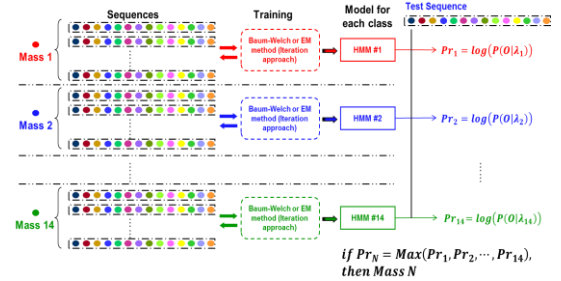 Sequences
Training
Model for
each class
Test Sequence
Mass 1
Baum-Welch or EM
method (Iteration
approach)
HMM #1
Pr₁ = log(P(O|λ₁))
Mass 2
Baum-Welch or EM
method (Iteration
approach)
HMM #2
Pr₂ = log(P(O|λ₂))
Mass 14
Baum-Welch or EM
method (Iteration
approach)
HMM #14
Pr₁₄ = log(P(O|λ₁₄))
if Pr_N = Max(Pr₁, Pr₂, ⋯, Pr₁₄),
then Mass N